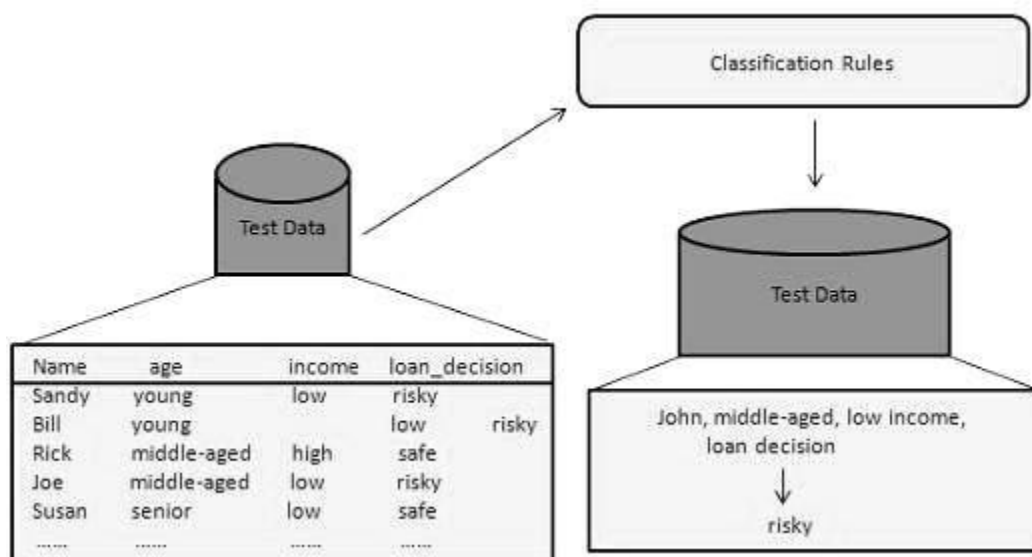 Classification Rules
Test Data
Name age income loan_decision
Sandy young low risky
Bill young low risky
Rick middle-aged high safe
Joe middle-aged low risky
Susan senior low safe
...... ...... ...... ......
Test Data
John, middle-aged, low income,
loan decision
risky